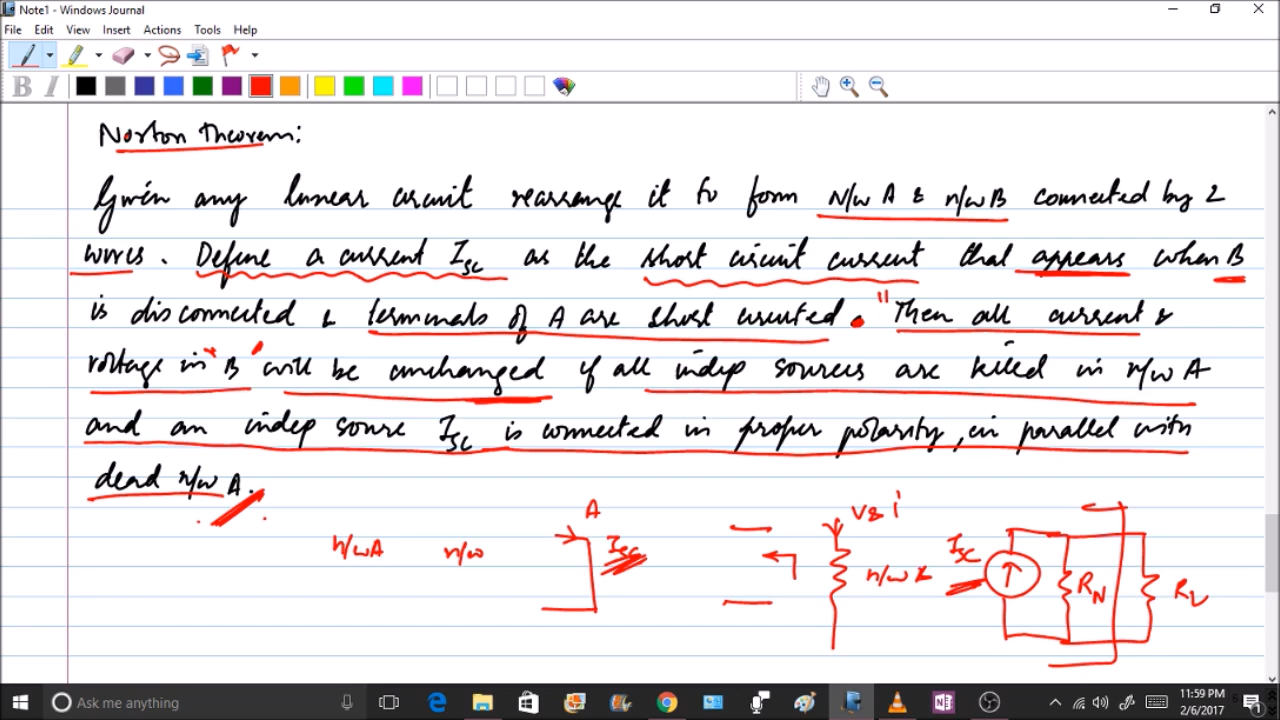 Note1 - Windows Journal
File Edit View Insert Actions Tools Help
B I
Norton Theorem:
Given any linear circuit rearrange it to form N/w A & n/w B connected by 2
wires. Define a current Isc as the short circuit current that appears when B
is disconnected & terminals of A are short circuited. "Then all current &
voltage in "B" will be unchanged if all indep sources are killed in n/w A
and an indep sourse Isc is connected in proper polarity, in parallel with
dead n/w A.
n/wA n/w A Isc V&i n/w Isc RN RL
Ask me anything
11:59 PM
2/6/2017